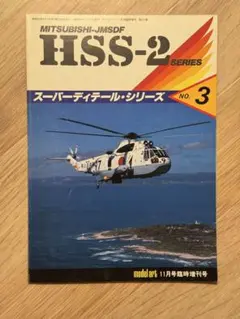 MITSUBISHI-JMSDF
HSS-2 SERIES
スーパーディテール・シリーズ NO. 3
model art 11月号臨時増刊号